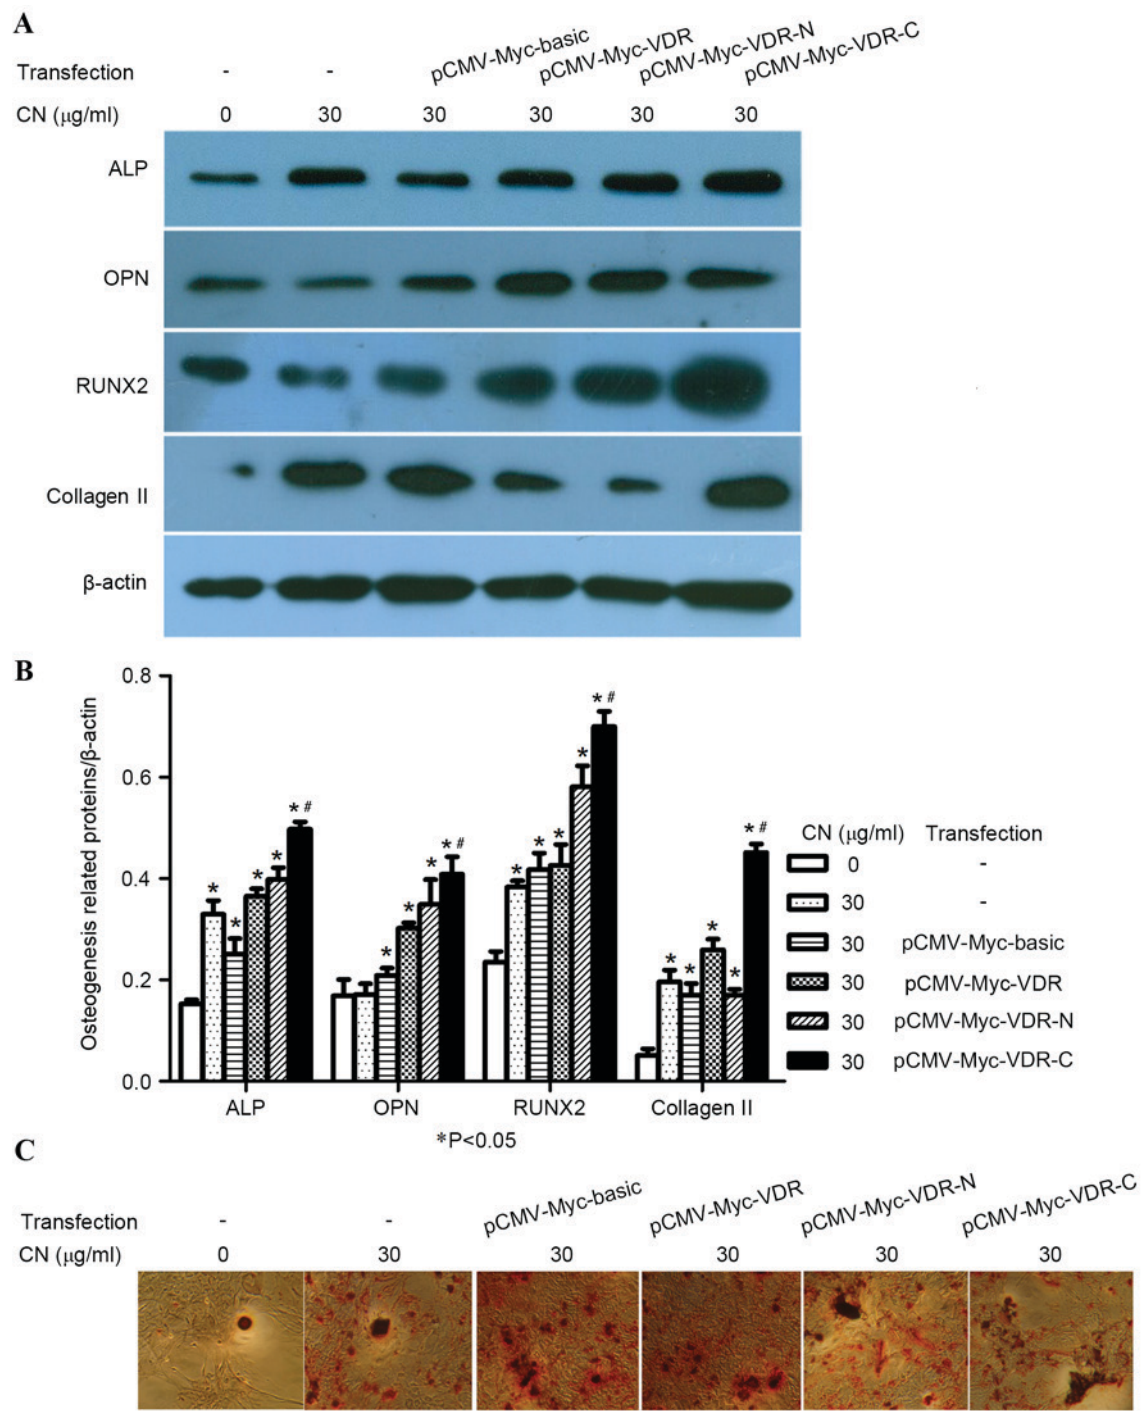 A
pCMV-Myc-basic
pCMV-Myc-VDR
pCMV-Myc-VDR-N
pCMV-Myc-VDR-C
Transfection - -
CN (μg/ml) 0 30 30 30 30 30
ALP
OPN
RUNX2
Collagen II
β-actin
B
Osteogenesis related proteins/β-actin
0.8
0.6
0.4
0.2
0.0
* * * * * #
* * * * #
* * * * * #
* * * * * #
ALP OPN RUNX2 Collagen II
*P<0.05
CN (μg/ml) Transfection
0 -
30 -
30 pCMV-Myc-basic
30 pCMV-Myc-VDR
30 pCMV-Myc-VDR-N
30 pCMV-Myc-VDR-C
C
pCMV-Myc-basic
pCMV-Myc-VDR
pCMV-Myc-VDR-N
pCMV-Myc-VDR-C
Transfection - -
CN (μg/ml) 0 30 30 30 30 30